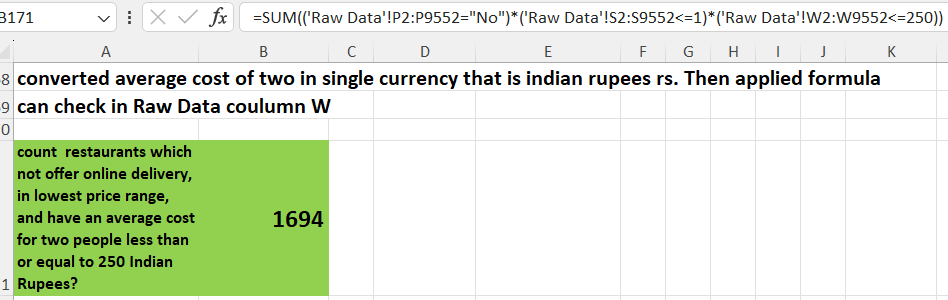 B171 fx =SUM(('Raw Data'!P2:P9552="No")*('Raw Data'!S2:S9552<=1)*('Raw Data'!W2:W9552<=250))
A B C D E F G H I J K
8 converted average cost of two in single currency that is indian rupees rs. Then applied formula
9 can check in Raw Data coulumn W
0
count restaurants which
not offer online delivery,
in lowest price range,
and have an average cost
for two people less than
or equal to 250 Indian
1 Rupees?
1694